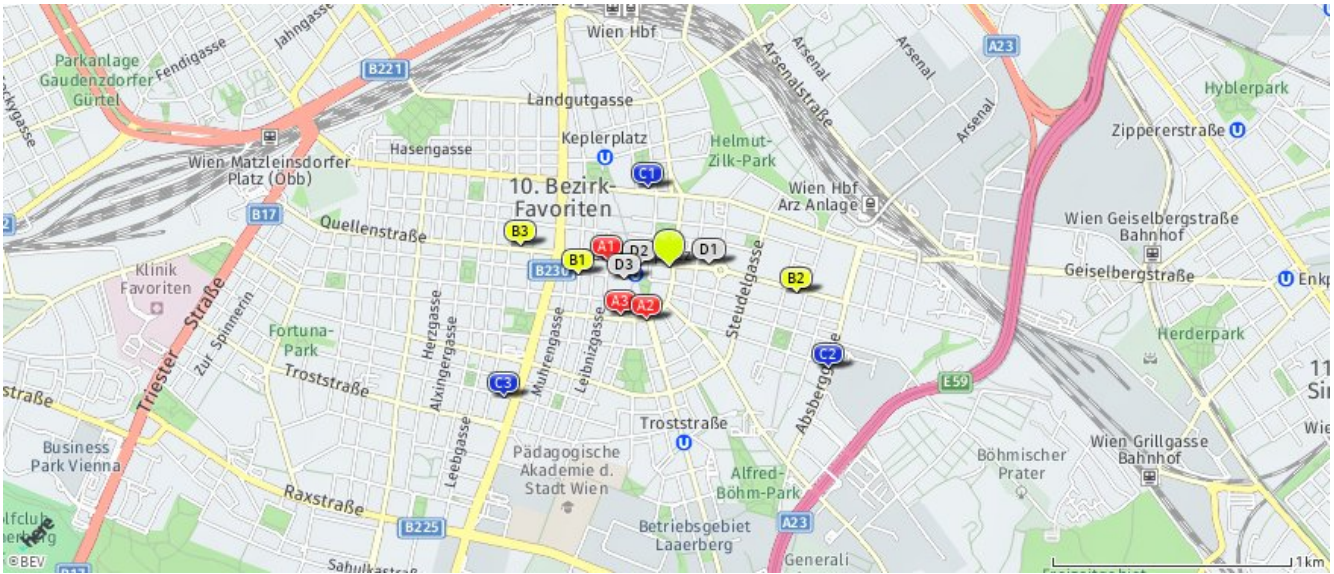 Wien Hbf
A23
Parkanlage
Gaudenzdorfer
Gürtel
Fendigasse
Jahngasse
B221
Landgutgasse
Arsenalstraße
Arsenal
Arsenal
Arsenal
Hyblerpark
Zippererstraße
U
Keplerplatz
U
Hasengasse
Helmut-
Zilk-Park
Wien Matzleinsdorfer
Platz (Öbb)
C1
10. Bezirk-
Favoriten
Wien Hbf
Arz Anlage
B17
Quellenstraße
B3
A1
D2
D1
B1
D3
B230
B2
Wien Geiselbergstraße
Bahnhof
Geiselbergstraße
U
Klinik
Favoriten
Triester Straße
Zur Spinnerin
Herzgasse
Alxingergasse
A3
A2
Steudelgasse
Fortuna-
Park
Muhrengasse
Leibnizgasse
C2
Herderpark
Troststraße
C3
E59
11
Absberggasse
Troststraße
U
Business
Park Vienna
Leebgasse
Pädagogische
Akademie d.
Stadt Wien
Alfred-
Böhm-Park
Böhmischer
Prater
Wien Grillgasse
Bahnhof
Raxstraße
B225
Betriebsgebiet
Laaerberg
A23
Generali
here
©BEV
1km